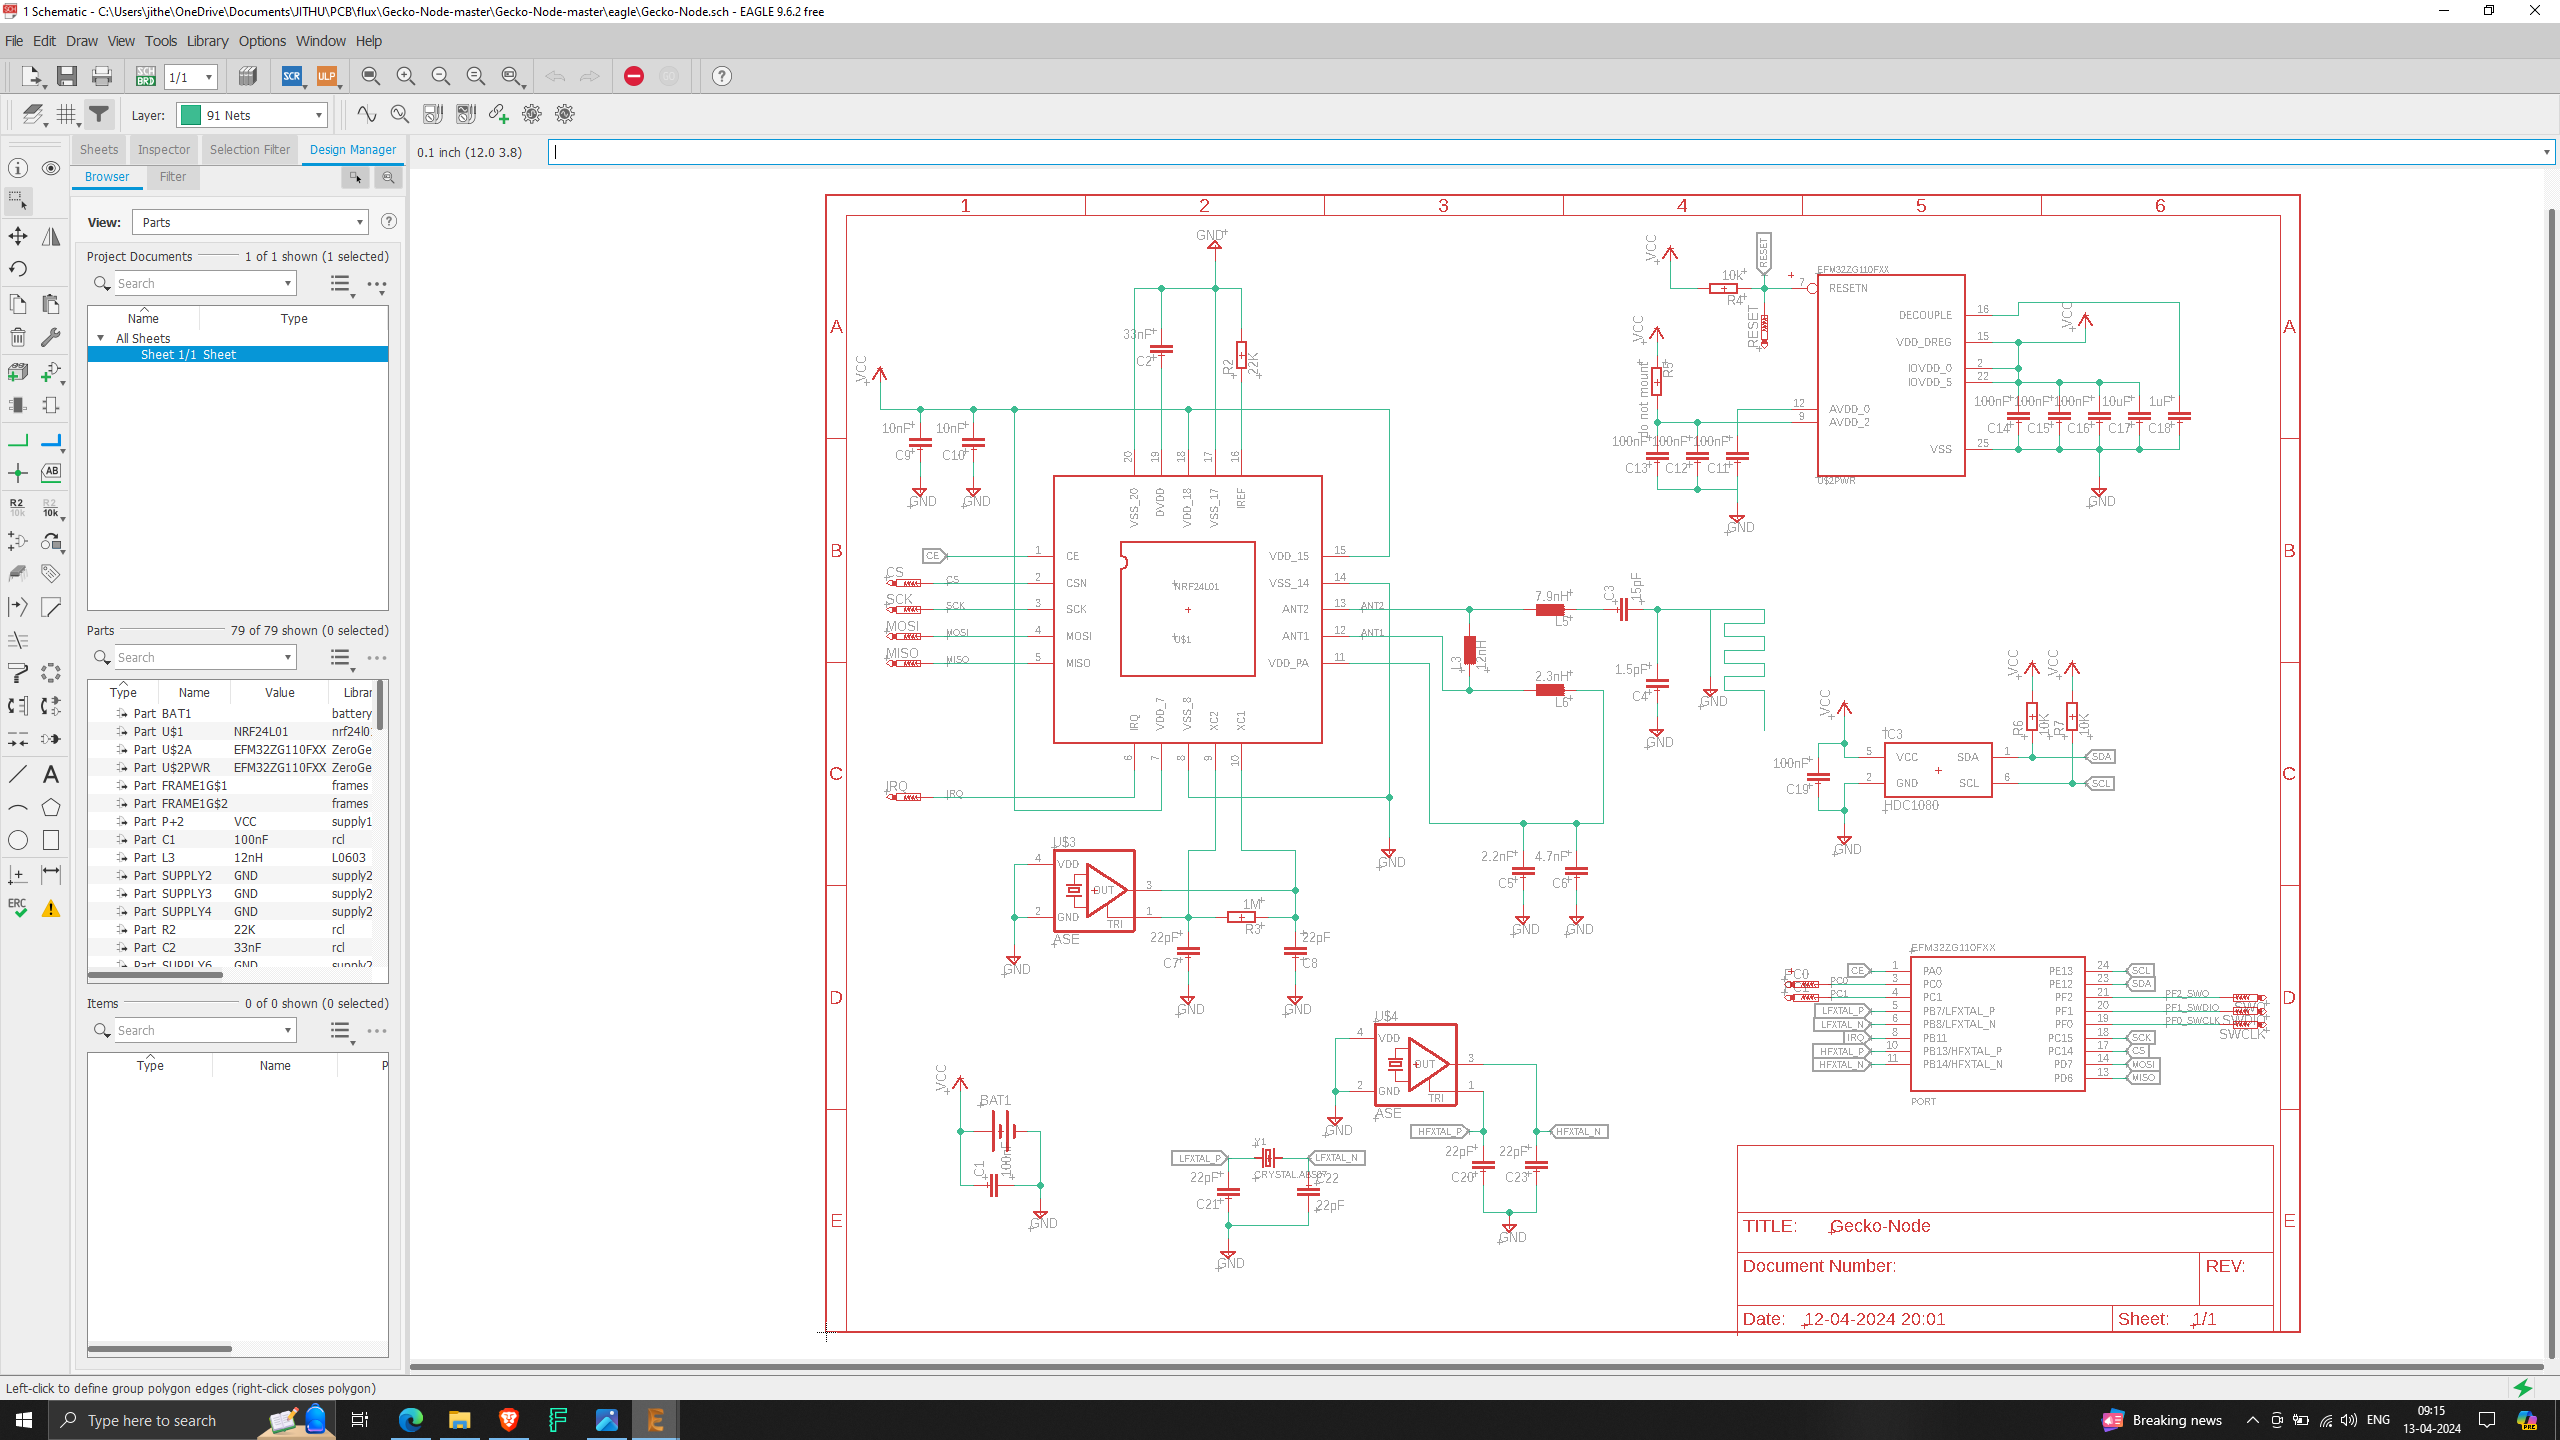 1 Schematic - C:\Users\jithe\OneDrive\Documents\JITHU\PCB\flux\Gecko-Node-master\Gecko-Node-master\eagle\Gecko-Node.sch - EAGLE 9.6.2 free
File Edit Draw View Tools Library Options Window Help
SCH BRD 1/1 SCR ULP
Layer: 91 Nets
Sheets Inspector Selection Filter Design Manager
0.1 inch (12.0 3.8)
Browser Filter
View: Parts
Project Documents 1 of 1 shown (1 selected)
Search
Name Type
All Sheets
Sheet 1/1 Sheet
Parts 79 of 79 shown (0 selected)
Search
Type Name Value Librar
Part BAT1 battery
Part U$1 NRF24L01 nrf24l0
Part U$2A EFM32ZG110FXX ZeroGe
Part U$2PWR EFM32ZG110FXX ZeroGe
Part FRAME1G$1 frames
Part FRAME1G$2 frames
Part P+2 VCC supply1
Part C1 100nF rcl
Part L3 12nH L0603
Part SUPPLY2 GND supply2
Part SUPPLY3 GND supply2
Part SUPPLY4 GND supply2
Part R2 22K rcl
Part C2 33nF rcl
Part SUPPLY6 GND supply2
Items 0 of 0 shown (0 selected)
Search
Type Name P
R2 10k R2 10k
ERC
1 2 3 4 5 6
A A
B B
C C
D D
E E
GND
33nF
C2
R2 22K
VCC
10nF 10nF
C9 C10
GND GND
20 19 18 17 16
VSS_20 DVDD VDD_18 VSS_17 IREF
CE 1 CE
CS CS 2 CSN
SCK SCK 3 SCK
MOSI MOSI 4 MOSI
MISO MISO 5 MISO
NRF24L01
U$1
VDD_15 15
VSS_14 14
ANT2 13 ANT2
ANT1 12 ANT1
VDD_PA 11
IRQ VDD_7 VSS_8 XC2 XC1
6 7 8 9 10
IRQ IRQ
7.9nH
L5
C3 15pF
L3 12nH
2.3nH
L6
1.5pF
C4
GND
GND
GND
2.2nF 4.7nF
C5 C6
GND GND
U$3
4 VDD
OUT 3
2 GND 1
TRI
ASE
GND
1M
R3
22pF 22pF
C7 C8
GND GND
VCC
RESET
10k
R4
7 RESETN
RESET
VCC
R5
do not mount
100nF 100nF 100nF
C13 C12 C11
GND
EFM32ZG110FXX
DECOUPLE 16
VDD_DREG 15
IOVDD_0 2
IOVDD_5 22
12 AVDD_0
9 AVDD_2
VSS 25
U$2PWR
VCC
100nF 100nF 100nF 10uF 1uF
C14 C15 C16 C17 C18
GND
VCC VCC
R6 10K R7 10K
VCC
IC3
5 VCC SDA 1 SDA
2 GND SCL 6 SCL
HDC1080
100nF
C19
GND
EFM32ZG110FXX
CE 1 PA0 PE13 24 SCL
PC0 PC0 3 PC0 PE12 23 SDA
PC1 4 PC1 PF2 21 PF2_SWO
LFXTAL_P 5 PB7/LFXTAL_P PF1 20 PF1_SWDIO SWDIO
LFXTAL_N 6 PB8/LFXTAL_N PF0 19 PF0_SWCLK SWCLK
IRQ 8 PB11 PC15 18 SCK
HFXTAL_P 10 PB13/HFXTAL_P PC14 17 CS
HFXTAL_N 11 PB14/HFXTAL_N PD7 14 MOSI
PD6 13 MISO
PORT
VCC
BAT1
C1 100nF
GND
U$4
4 VDD
OUT 3
2 GND 1
TRI
ASE
GND
HFXTAL_P HFXTAL_N
22pF 22pF
C20 C23
GND
Y1
LFXTAL_P LFXTAL_N
22pF C22
C21 22pF
GND
TITLE: Gecko-Node
Document Number: REV:
Date: 12-04-2024 20:01 Sheet: 1/1
Left-click to define group polygon edges (right-click closes polygon)
Type here to search
Breaking news
ENG
09:15
13-04-2024